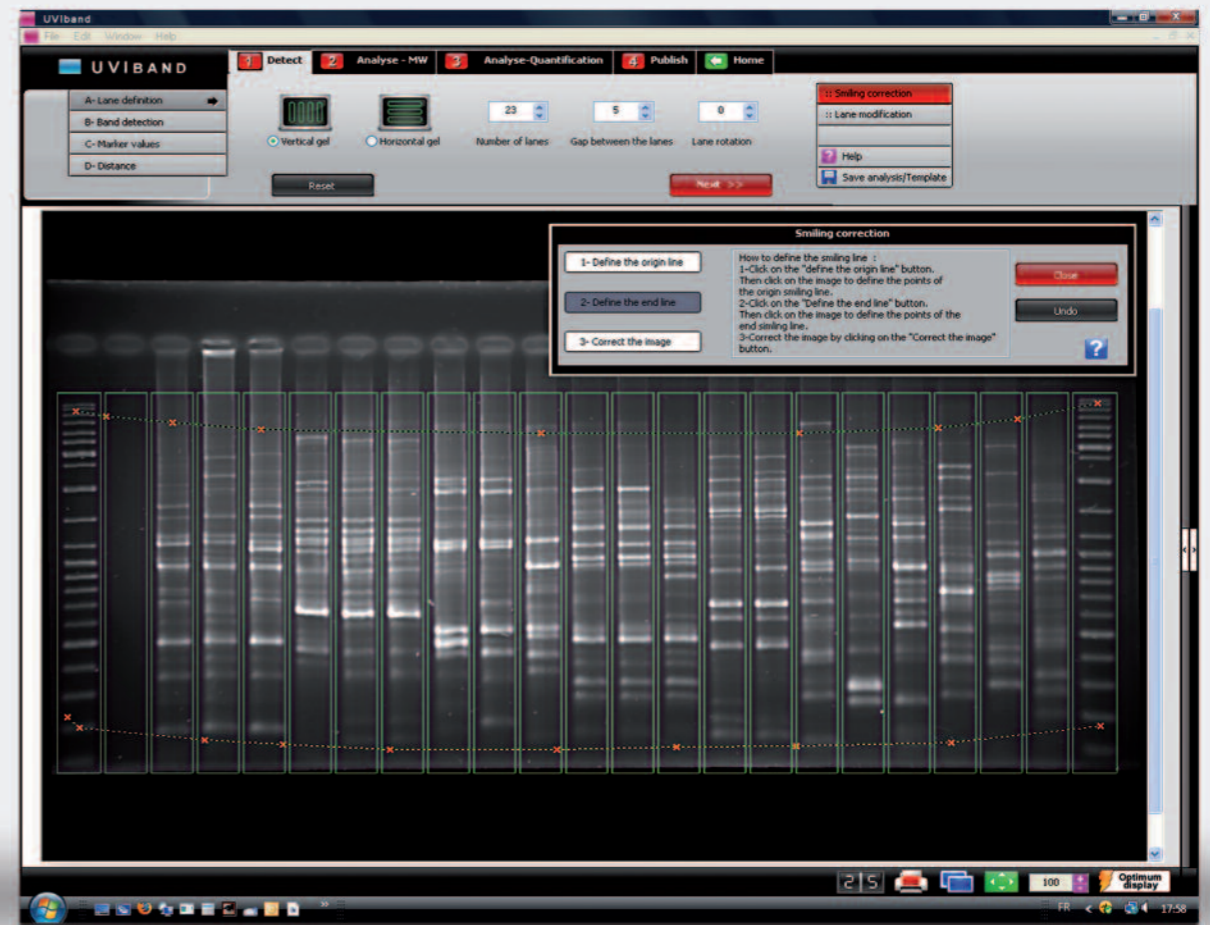 UVIband
File Edit Window Help
UVIBAND
1 Detect 2 Analyse - MW 3 Analyse-Quantification 4 Publish Home
A- Lane definition
B- Band detection
C- Marker values
D- Distance
23 5 0
Vertical gel Horizontal gel Number of lanes Gap between the lanes Lane rotation
Reset
Next >>
:: Smiling correction
:: Lane modification
? Help
Save analysis/Template
Smiling correction
1- Define the origin line
2- Define the end line
3- Correct the image
How to define the smiling line :
1-Click on the "define the origin line" button.
Then click on the image to define the points of
the origin smiling line.
2-Click on the "Define the end line" button.
Then click on the image to define the points of the
end simling line.
3-Correct the image by clicking on the "Correct the image"
button.
Close
Undo
?
2|5 100 Optimum
display
FR < 17:58